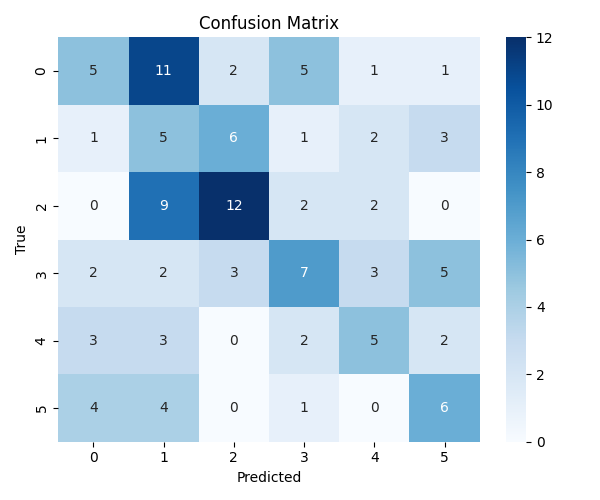 Confusion Matrix
0 5 11 2 5 1 1
1 1 5 6 1 2 3
2 0 9 12 2 2 0
3 2 2 3 7 3 5
4 3 3 0 2 5 2
5 4 4 0 1 0 6
0 1 2 3 4 5
True
Predicted
12
10
8
6
4
2
0